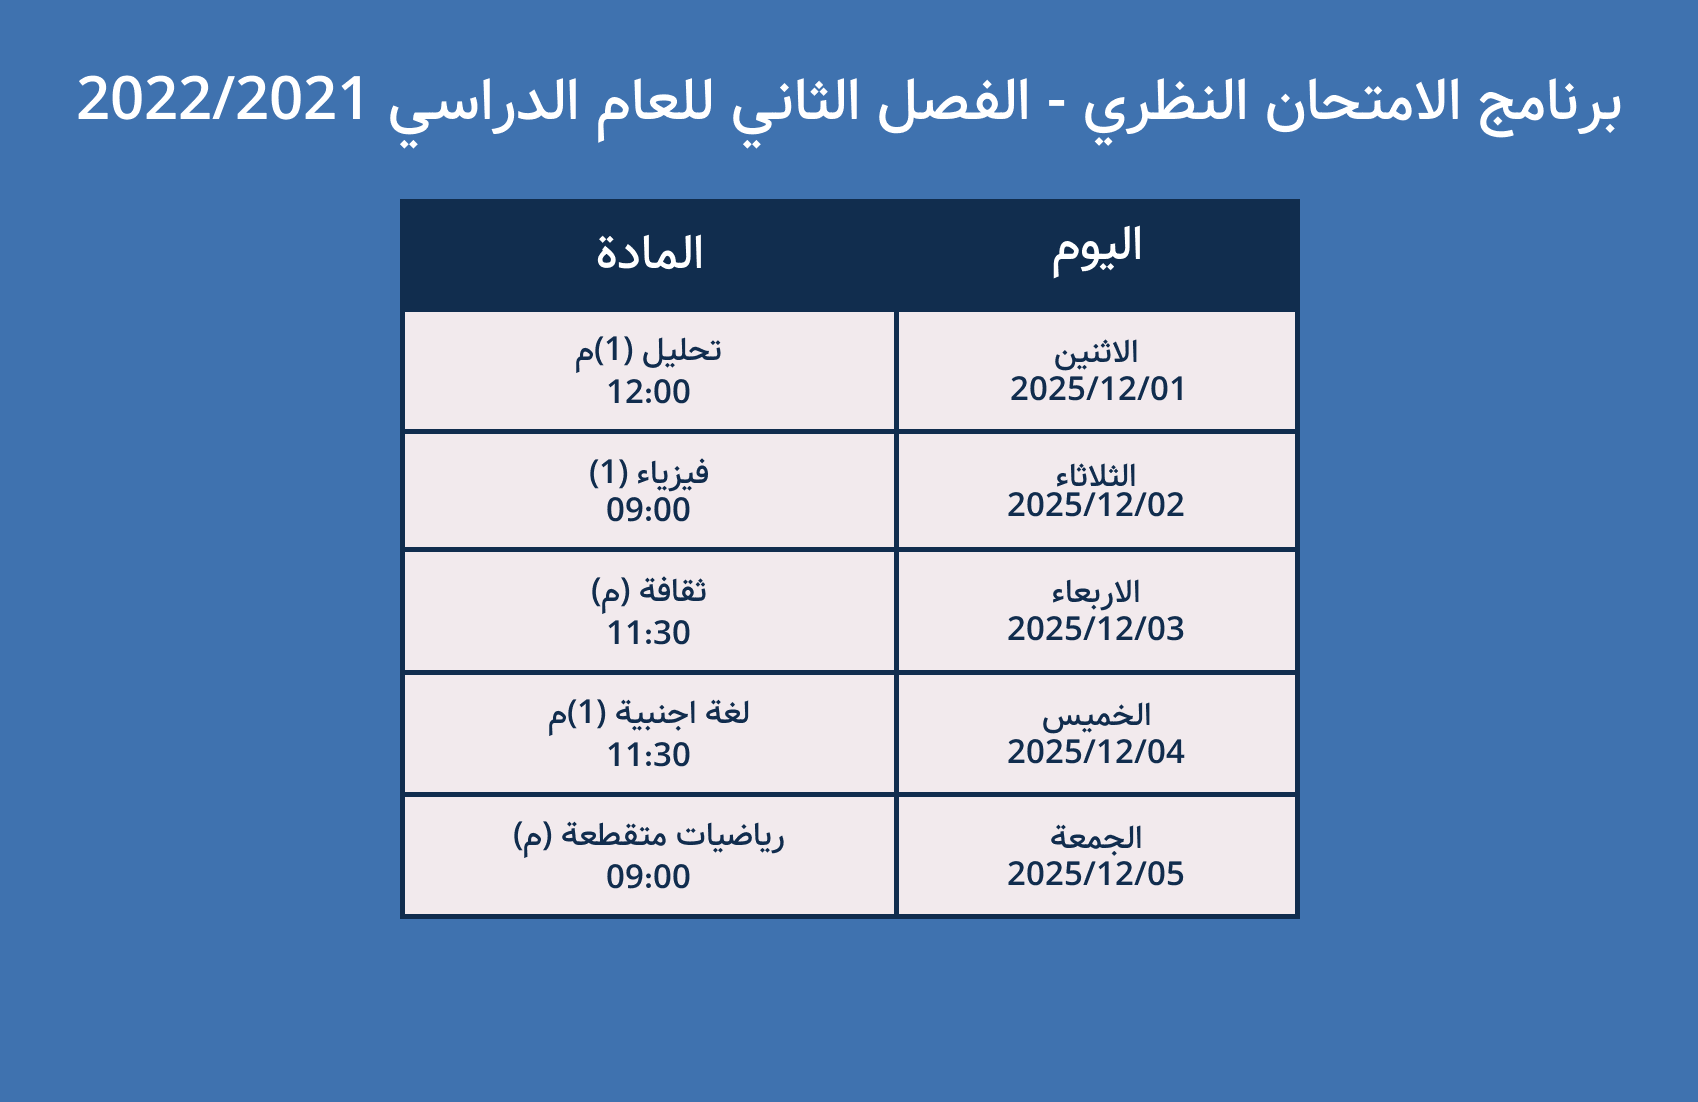 برنامج الامتحان النظري - الفصل الثاني للعام الدراسي 2022/2021
اليوم
المادة
الاثنين
2025/12/01
تحليل (1)م
12:00
الثلاثاء
2025/12/02
فيزياء (1)
09:00
الاربعاء
2025/12/03
ثقافة (م)
11:30
الخميس
2025/12/04
لغة اجنبية (1)م
11:30
الجمعة
2025/12/05
رياضيات متقطعة (م)
09:00